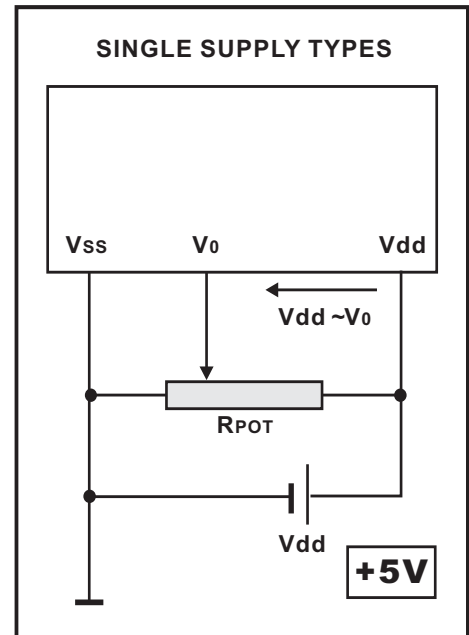 SINGLE SUPPLY TYPES
Vss V0 Vdd
Vdd ~V0
RPOT
Vdd
+5V